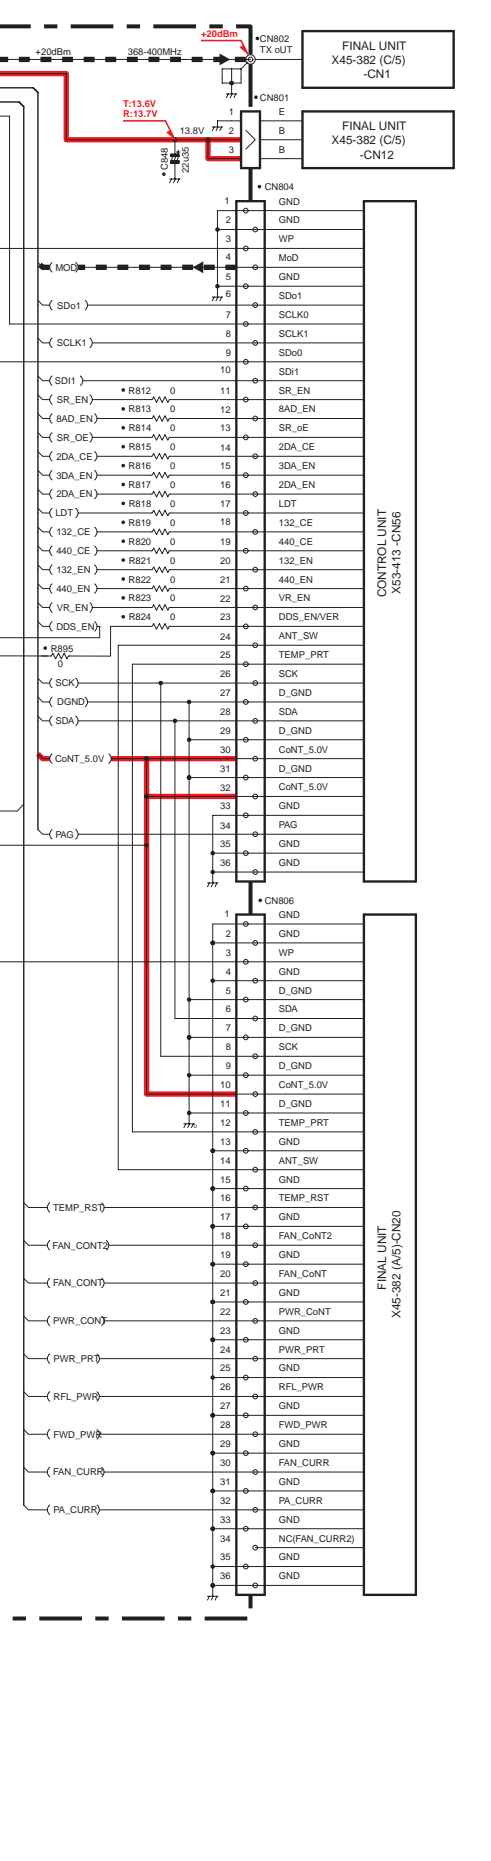 +20dBm
•CN802
TX oUT
+20dBm
368-400MHz
FINAL UNIT
X45-382 (C/5)
-CN1
• CN801
T:13.6V
R:13.7V
13.8V
1 E
2 B
3 B
FINAL UNIT
X45-382 (C/5)
-CN12
• C848
22u35
• CN804
1 GND
2 GND
3 WP
MOD 4 MoD
5 GND
SDo1 6 SDo1
7 SCLK0
SCLK1 8 SCLK1
9 SDo0
SDI1 10 SDi1
SR_EN • R812 0 11 SR_EN
8AD_EN • R813 0 12 8AD_EN
SR_OE • R814 0 13 SR_oE
2DA_CE • R815 0 14 2DA_CE
3DA_EN • R816 0 15 3DA_EN
2DA_EN • R817 0 16 2DA_EN
LDT • R818 0 17 LDT
132_CE • R819 0 18 132_CE
440_CE • R820 0 19 440_CE
132_EN • R821 0 20 132_EN
440_EN • R822 0 21 440_EN
VR_EN • R823 0 22 VR_EN
DDS_EN • R824 0 23 DDS_EN/VER
24 ANT_SW
• R895
0
25 TEMP_PRT
SCK 26 SCK
DGND 27 D_GND
SDA 28 SDA
29 D_GND
CoNT_5.0V 30 CoNT_5.0V
31 D_GND
32 CoNT_5.0V
33 GND
PAG 34 PAG
35 GND
36 GND
CONTROL UNIT
X53-413 -CN56
• CN806
1 GND
2 GND
3 WP
4 GND
5 D_GND
6 SDA
7 D_GND
8 SCK
9 D_GND
10 CoNT_5.0V
11 D_GND
12 TEMP_PRT
13 GND
14 ANT_SW
15 GND
TEMP_RST 16 TEMP_RST
17 GND
FAN_CONT2 18 FAN_CoNT2
19 GND
FAN_CONT 20 FAN_CoNT
21 GND
PWR_CONT 22 PWR_CoNT
23 GND
PWR_PRT 24 PWR_PRT
25 GND
RFL_PWR 26 RFL_PWR
27 GND
FWD_PWR 28 FWD_PWR
29 GND
FAN_CURR 30 FAN_CURR
31 GND
PA_CURR 32 PA_CURR
33 GND
34 NC(FAN_CURR2)
35 GND
36 GND
FINAL UNIT
X45-382 (A/5)-CN20